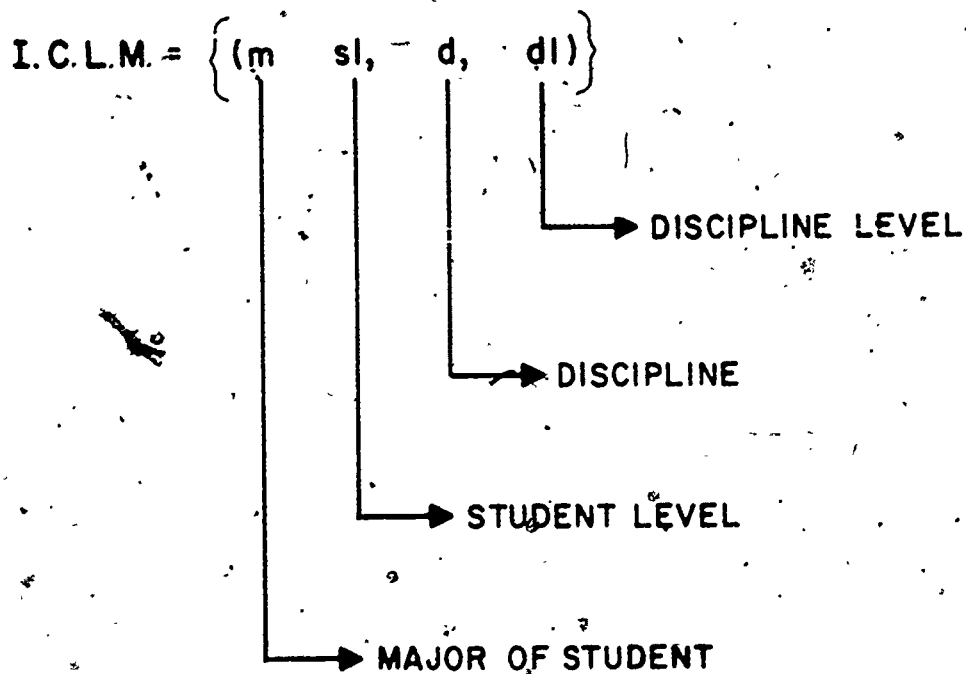 I.C.L.M. = {(m sl, d, dl)}
DISCIPLINE LEVEL
DISCIPLINE
STUDENT LEVEL
MAJOR OF STUDENT